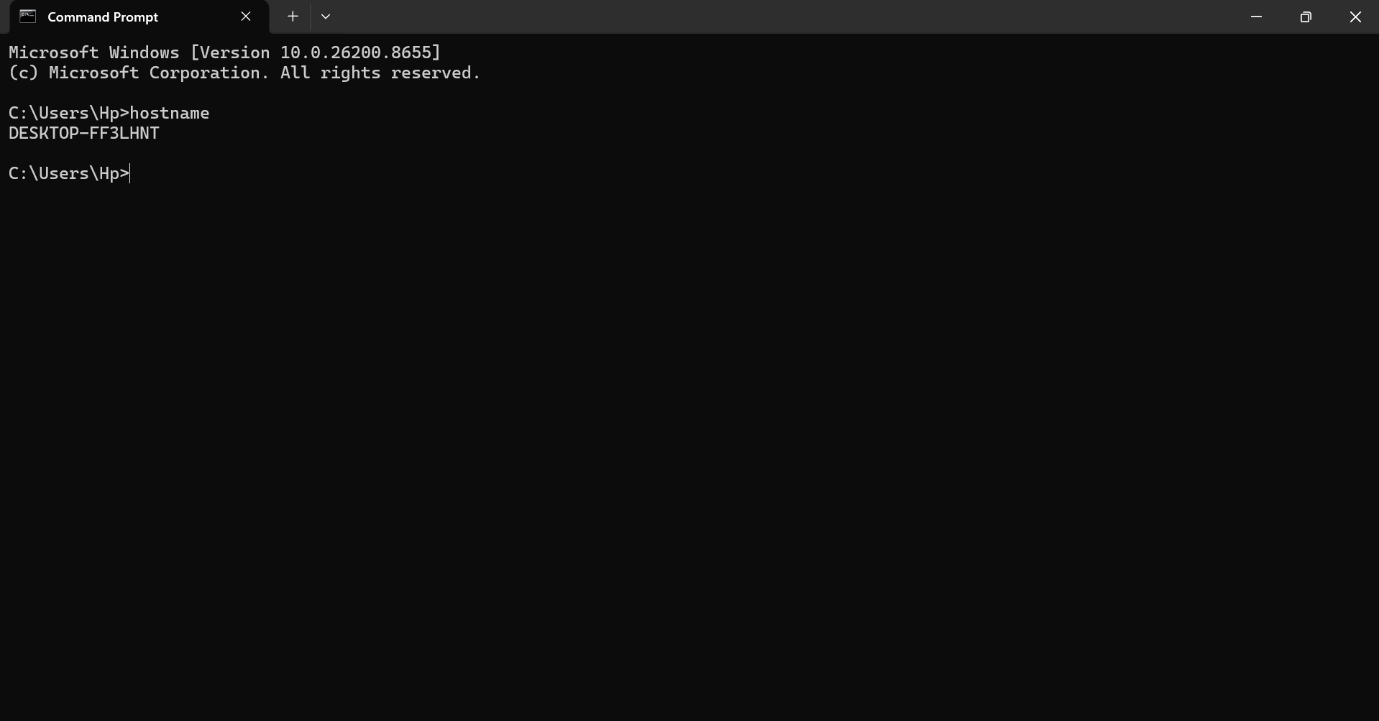 Command Prompt
Microsoft Windows [Version 10.0.26200.8655]
(c) Microsoft Corporation. All rights reserved.
C:\Users\Hp>hostname
DESKTOP-FF3LHNT
C:\Users\Hp>